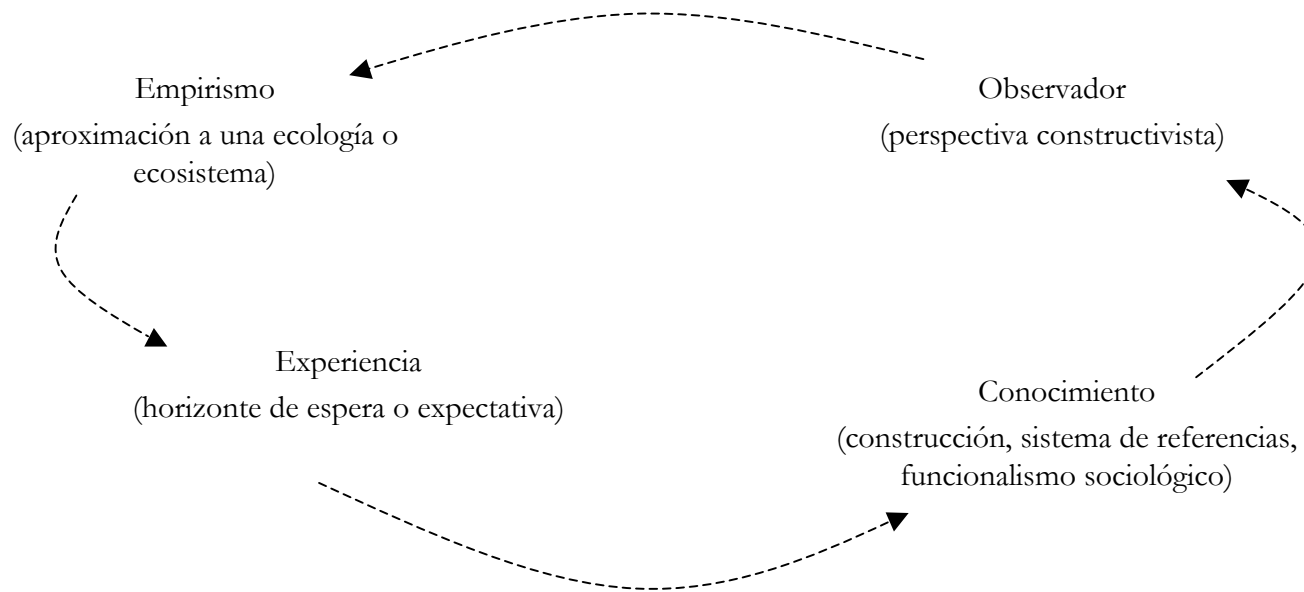 Empirismo
(aproximación a una ecología o
ecosistema)
Observador
(perspectiva constructivista)
Experiencia
(horizonte de espera o expectativa)
Conocimiento
(construcción, sistema de referencias,
funcionalismo sociológico)